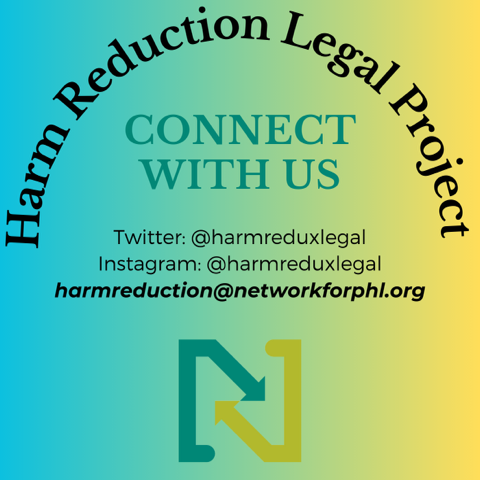 Harm Reduction Legal Project
CONNECT
WITH US
Twitter: @harmreduxlegal
Instagram: @harmreduxlegal
harmreduction@networkforphl.org